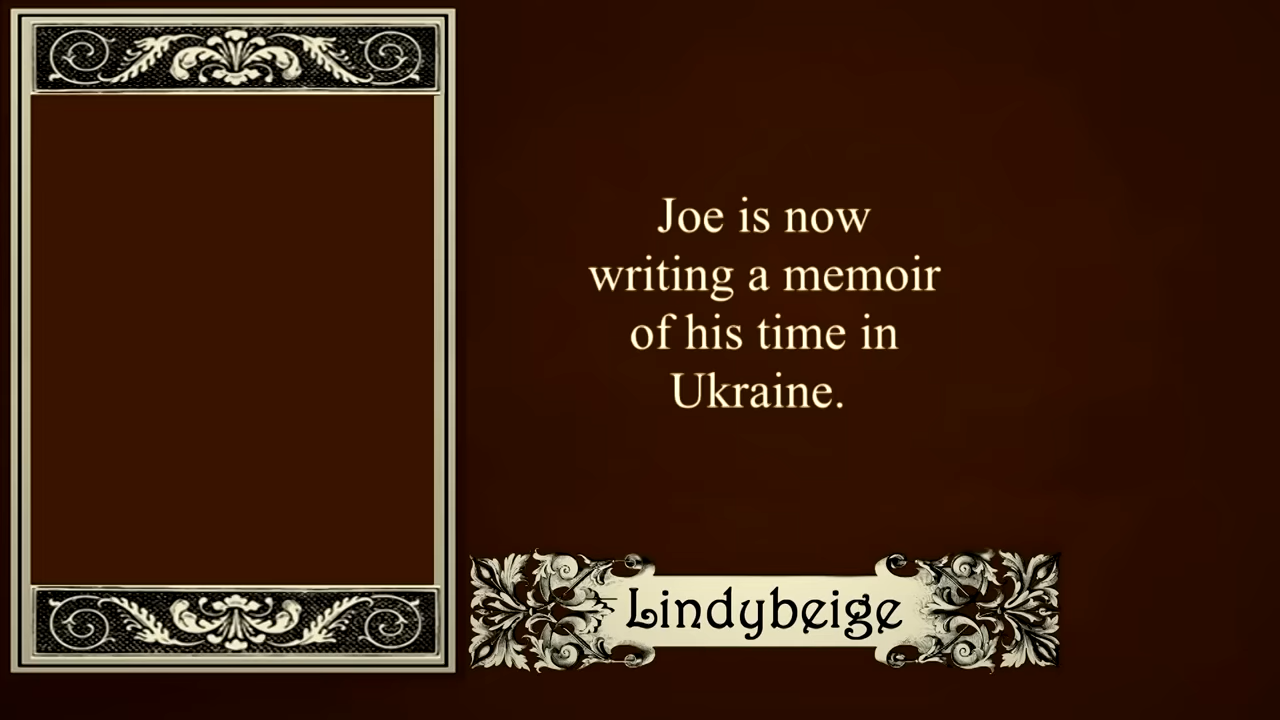 Joe is now
writing a memoir
of his time in
Ukraine.
Lindybeige